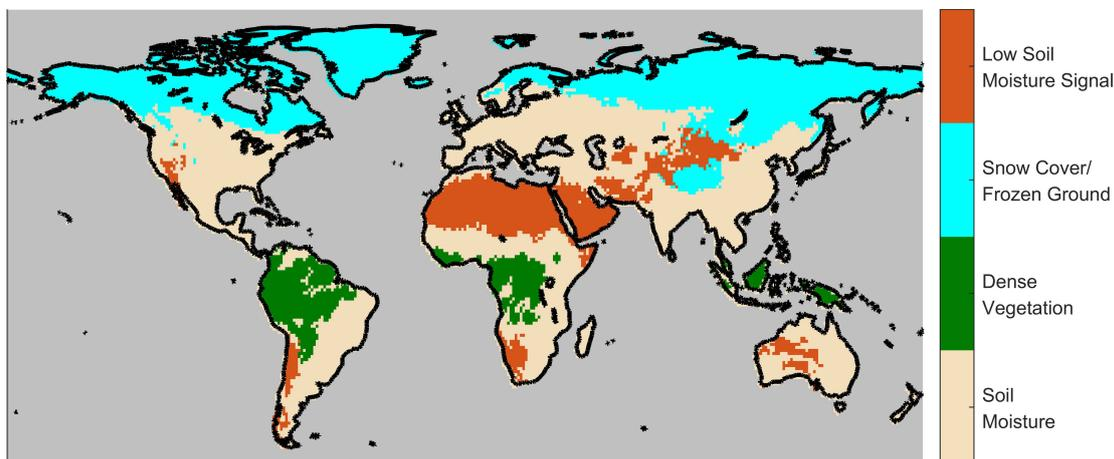 Low Soil
Moisture Signal
Snow Cover/
Frozen Ground
Dense
Vegetation
Soil
Moisture